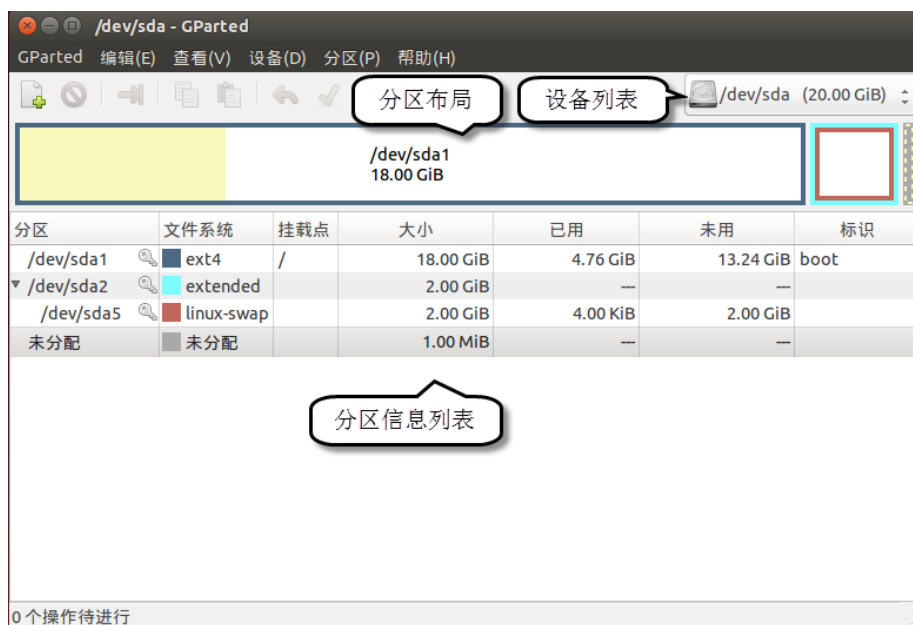 /dev/sda - GParted
GParted 编辑(E) 查看(V) 设备(D) 分区(P) 帮助(H)
分区布局 设备列表 /dev/sda (20.00 GiB)
/dev/sda1
18.00 GiB
分区 文件系统 挂载点 大小 已用 未用 标识
/dev/sda1 ext4 / 18.00 GiB 4.76 GiB 13.24 GiB boot
/dev/sda2 extended 2.00 GiB --- ---
/dev/sda5 linux-swap 2.00 GiB 4.00 KiB 2.00 GiB
未分配 未分配 1.00 MiB --- ---
分区信息列表
0 个操作待进行